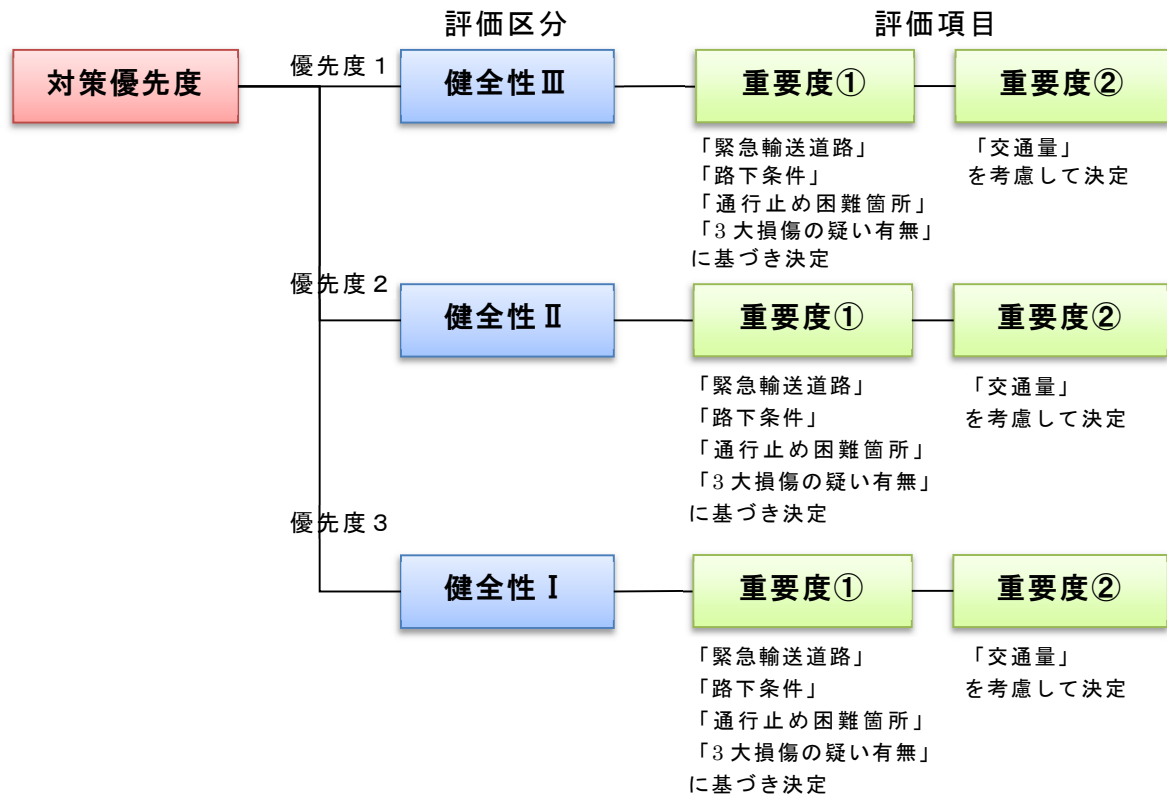 評価区分
評価項目
対策優先度
優先度1
健全性Ⅲ
重要度①
重要度②
「緊急輸送道路」
「路下条件」
「通行止め困難箇所」
「3大損傷の疑い有無」
に基づき決定
「交通量」
を考慮して決定
優先度2
健全性Ⅱ
重要度①
重要度②
「緊急輸送道路」
「路下条件」
「通行止め困難箇所」
「3大損傷の疑い有無」
に基づき決定
「交通量」
を考慮して決定
優先度3
健全性Ⅰ
重要度①
重要度②
「緊急輸送道路」
「路下条件」
「通行止め困難箇所」
「3大損傷の疑い有無」
に基づき決定
「交通量」
を考慮して決定